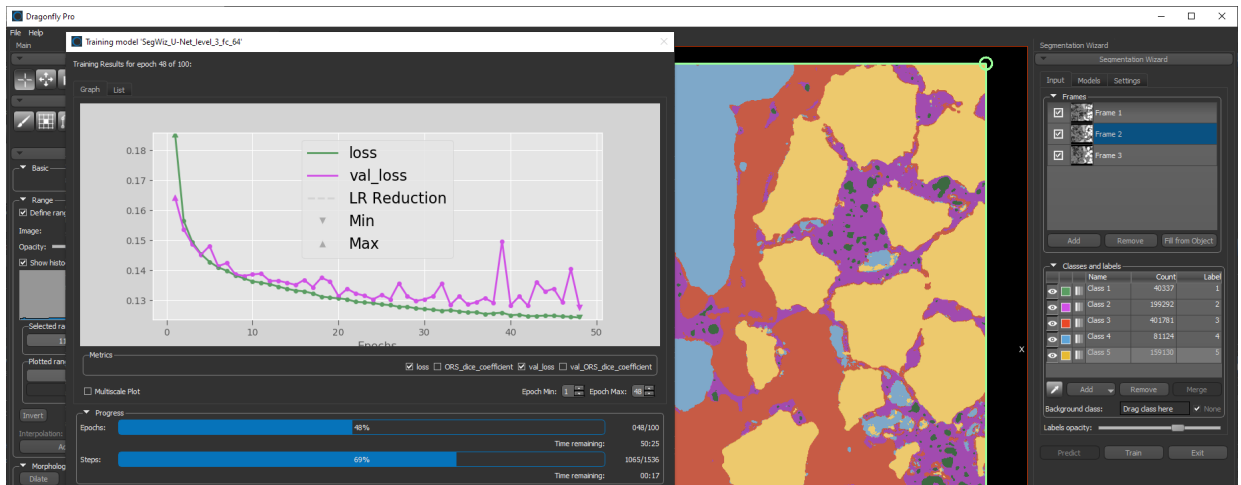 Dragonfly Pro
File Help
Main
Basic
Range
Define rang
Image:
Opacity:
Show histo
Selected ra
11
Plotted rang
Invert
Interpolation:
Ac
Morpholog
Dilate
Training model 'SegWiz_U-Net_level_3_fc_64'
Training Results for epoch 48 of 100:
Graph List
0.18
0.17
0.16
0.15
0.14
0.13
loss
val_loss
LR Reduction
Min
Max
0 10 20 30 40 50
Epochs
Metrics
loss ORS_dice_coefficient val_loss val_ORS_dice_coefficient
Multiscale Plot Epoch Min: 1 Epoch Max: 48
Progress
Epochs: 48% 048/100
Time remaining: 50:25
Steps: 69% 1065/1536
Time remaining: 00:17
X
Segmentation Wizard
Segmentation Wizard
Input Models Settings
Frames
Frame 1
Frame 2
Frame 3
Add Remove Fill from Object
Classes and labels
Name Count Label
Class 1 40337 1
Class 2 199292 2
Class 3 401781 3
Class 4 81124 4
Class 5 159130 5
Add Remove Merge
Background class: Drag class here None
Labels opacity:
Predict Train Exit